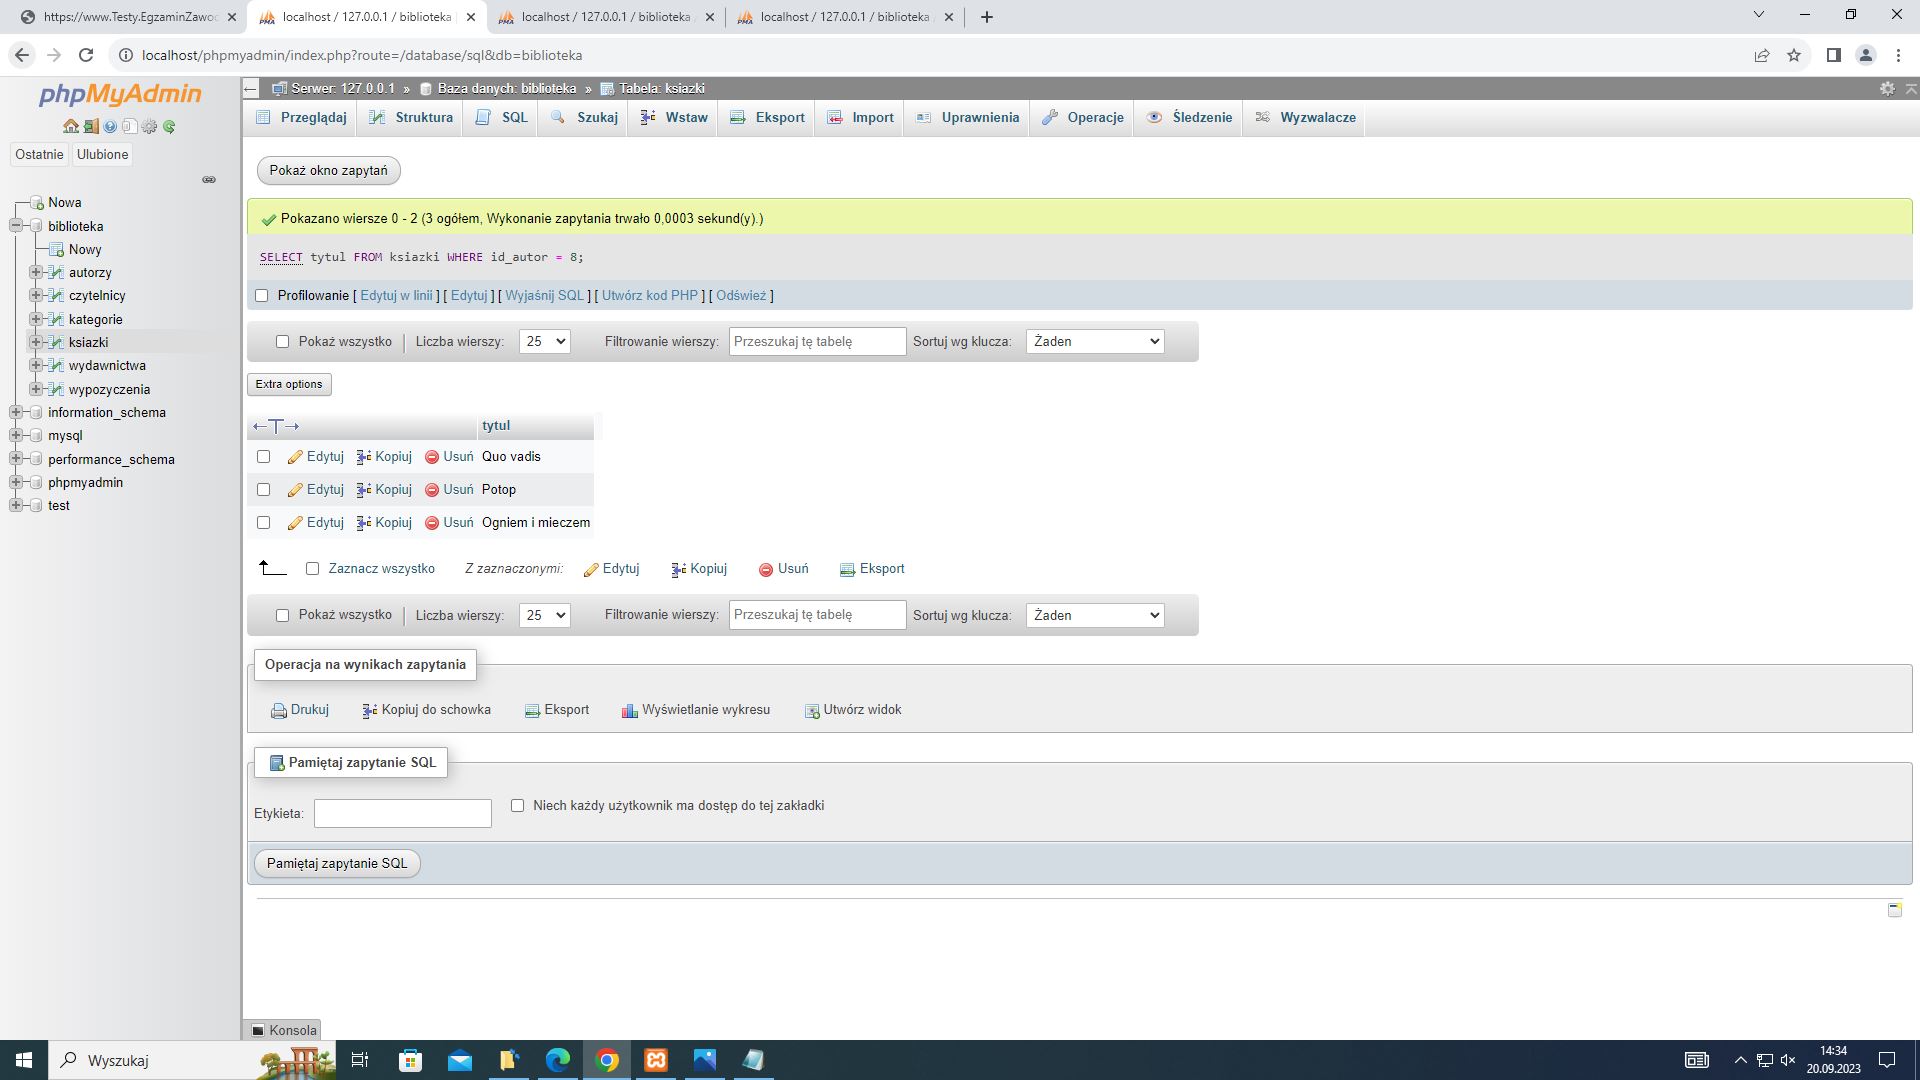 https://www.Testy.EgzaminZawoc
localhost / 127.0.0.1 / biblioteka
localhost / 127.0.0.1 / biblioteka
localhost / 127.0.0.1 / biblioteka
localhost/phpmyadmin/index.php?route=/database/sql&db=biblioteka
phpMyAdmin
Ostatnie Ulubione
Nowa
biblioteka
Nowy
autorzy
czytelnicy
kategorie
ksiazki
wydawnictwa
wypozyczenia
information_schema
mysql
performance_schema
phpmyadmin
test
Serwer: 127.0.0.1 » Baza danych: biblioteka » Tabela: ksiazki
Przeglądaj Struktura SQL Szukaj Wstaw Eksport Import Uprawnienia Operacje Śledzenie Wyzwalacze
Pokaż okno zapytań
Pokazano wiersze 0 - 2 (3 ogółem, Wykonanie zapytania trwało 0,0003 sekund(y).)
SELECT tytul FROM ksiazki WHERE id_autor = 8;
Profilowanie [ Edytuj w linii ] [ Edytuj ] [ Wyjaśnij SQL ] [ Utwórz kod PHP ] [ Odśwież ]
Pokaż wszystko Liczba wierszy: 25 Filtrowanie wierszy: Przeszukaj tę tabelę Sortuj wg klucza: Żaden
Extra options
←T→ tytul
Edytuj Kopiuj Usuń Quo vadis
Edytuj Kopiuj Usuń Potop
Edytuj Kopiuj Usuń Ogniem i mieczem
Zaznacz wszystko Z zaznaczonymi: Edytuj Kopiuj Usuń Eksport
Pokaż wszystko Liczba wierszy: 25 Filtrowanie wierszy: Przeszukaj tę tabelę Sortuj wg klucza: Żaden
Operacja na wynikach zapytania
Drukuj Kopiuj do schowka Eksport Wyświetlanie wykresu Utwórz widok
Pamiętaj zapytanie SQL
Etykieta: Niech każdy użytkownik ma dostęp do tej zakładki
Pamiętaj zapytanie SQL
Konsola
Wyszukaj
14:34
20.09.2023